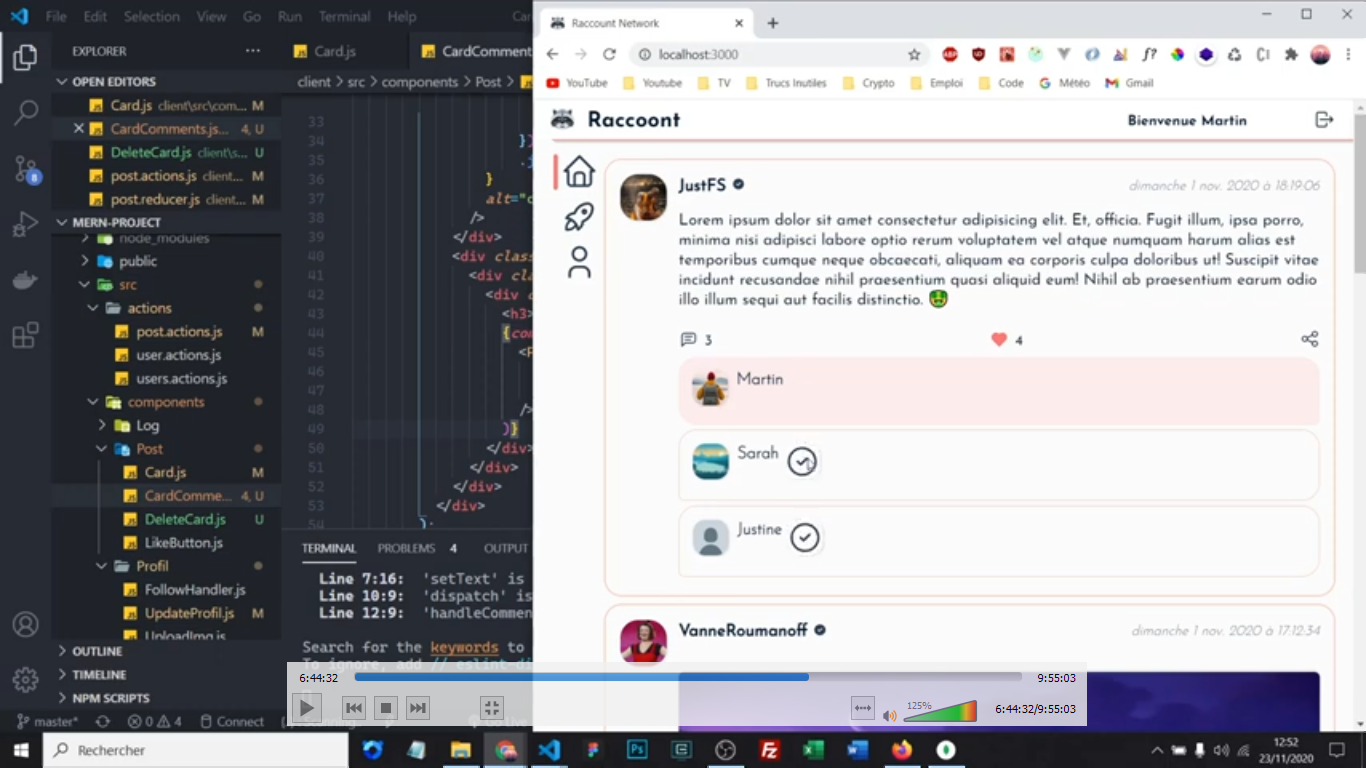 File Edit Selection View Go Run Terminal Help Car
EXPLORER
OPEN EDITORS
Card.js client\src\com... M
CardComments.js... 4, U
DeleteCard.js client\s... U
post.actions.js client... M
post.reducer.js client... M
MERN-PROJECT
node_modules
public
src
actions
post.actions.js M
user.actions.js
users.actions.js
components
Log
Post
Card.js M
CardComme... 4, U
DeleteCard.js U
LikeButton.js
Profil
FollowHandler.js
UpdateProfil.js M
UploadImg.js
OUTLINE
TIMELINE
NPM SCRIPTS
master* 0 4 Connect
Card.js CardComment
client > src > components > Post >
33
34 })
35
36 }
37 alt="c
38 />
39 </div>
40 <div class
41 <div cla
42 <div c
43 <h3>
44 {com
45 <P
46
47
48 />
49 )}
50 </div>
51 </div>
52 </div>
53 </div>
54 );
TERMINAL PROBLEMS 4 OUTPUT
Line 7:16: 'setText' is
Line 10:9: 'dispatch' is
Line 12:9: 'handleCommen
Search for the keywords to
To ignore, add // eslint-di
Raccount Network
localhost:3000
YouTube Youtube TV Trucs Inutiles Crypto Emploi Code Météo Gmail
Raccoont Bienvenue Martin
JustFS dimanche 1 nov. 2020 à 18:19:06
Lorem ipsum dolor sit amet consectetur adipisicing elit. Et, officia. Fugit illum, ipsa porro,
minima nisi adipisci labore optio rerum voluptatem vel atque numquam harum alias est
temporibus cumque neque obcaecati, aliquam ea corporis culpa doloribus ut! Suscipit vitae
incidunt recusandae nihil praesentium quasi aliquid eum! Nihil ab praesentium earum odio
illo illum sequi aut facilis distinctio.
3 4
Martin
Sarah
Justine
VanneRoumanoff dimanche 1 nov. 2020 à 17:12:34
6:44:32 9:55:03
125% 6:44:32/9:55:03
Rechercher
12:52
23/11/2020